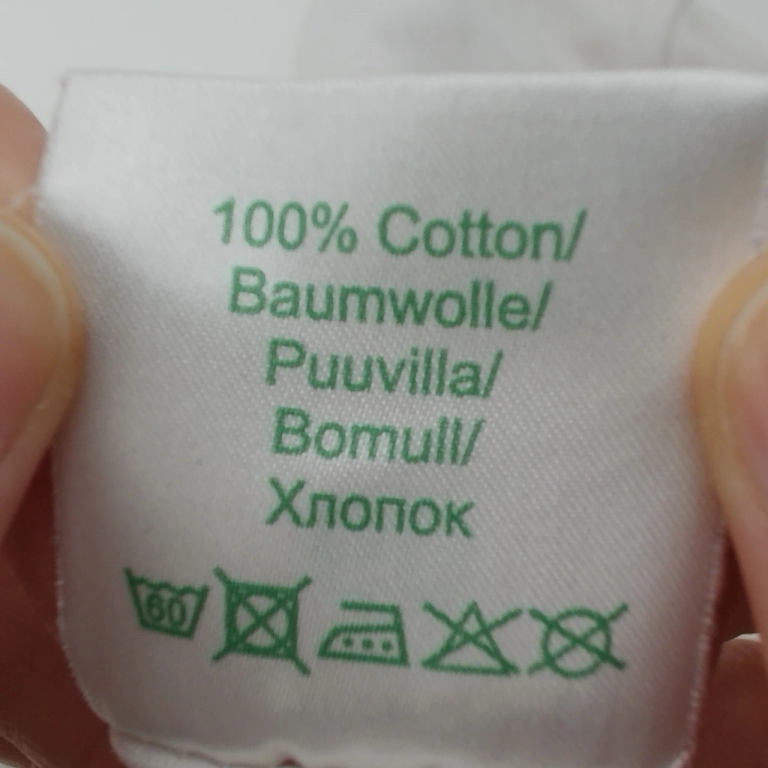 100% Cotton/
Baumwolle/
Puuvilla/
Bomull/
Хлопок
60